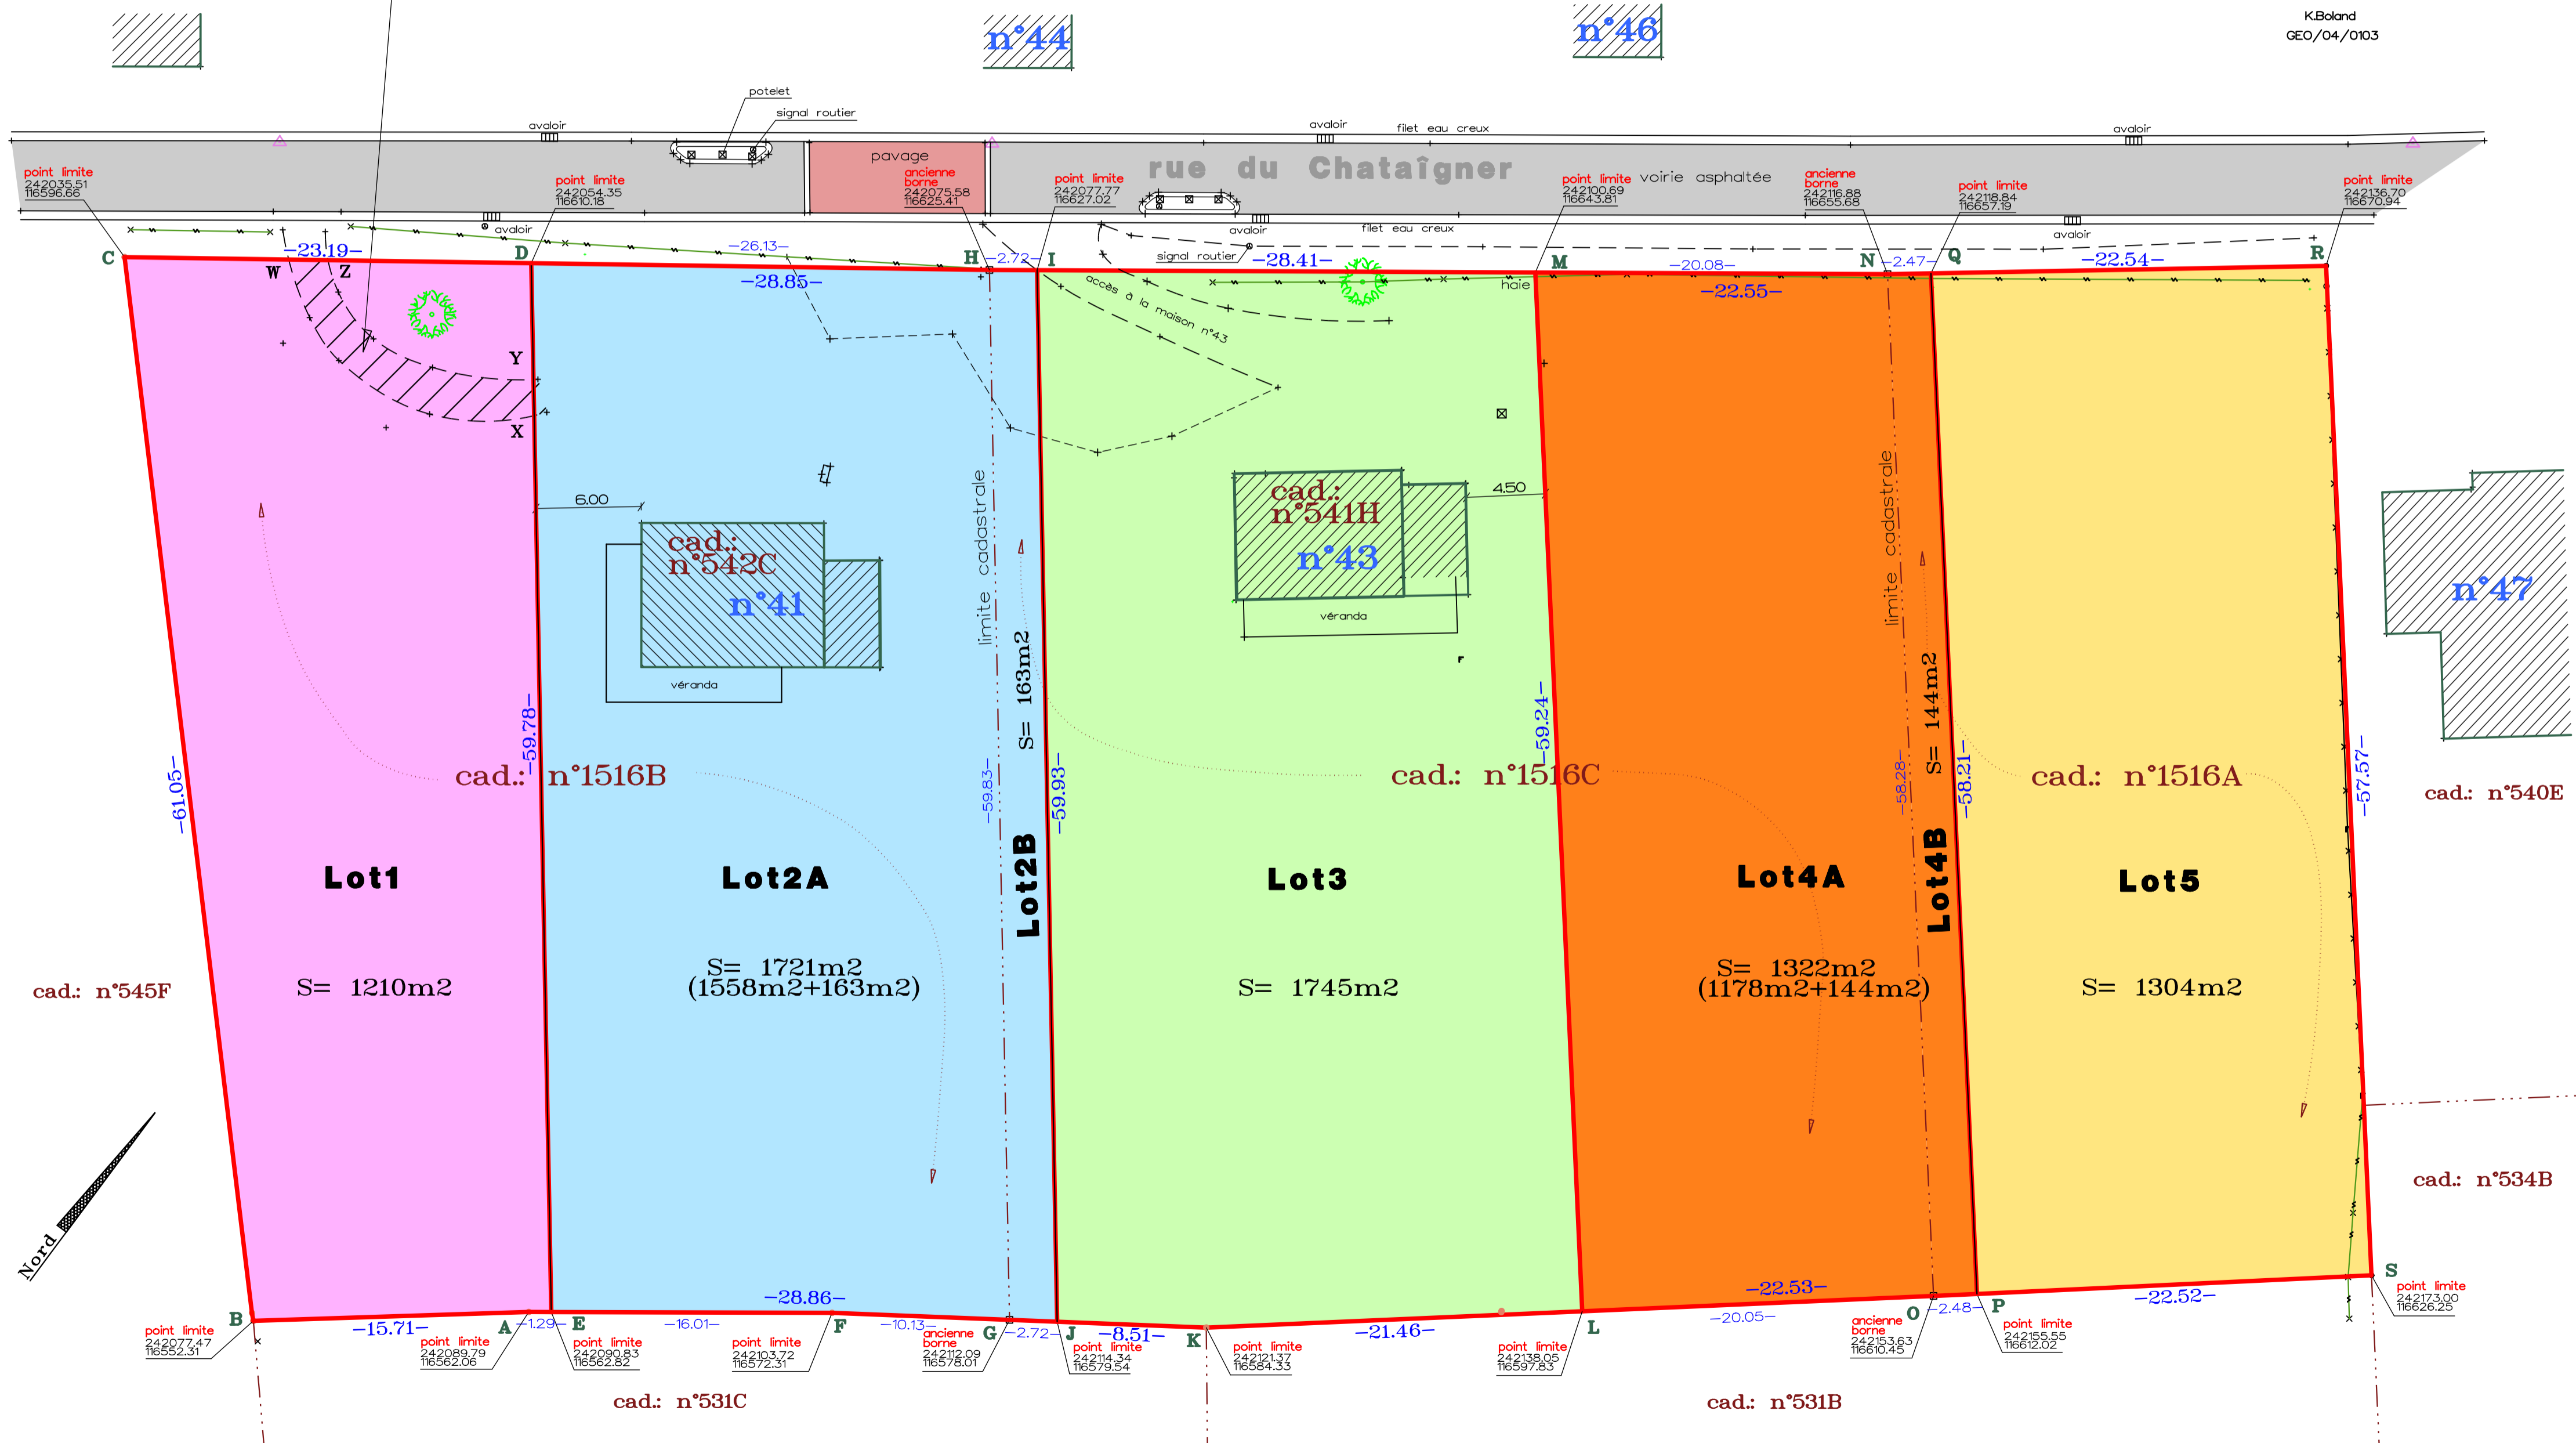 K.Boland
GEO/04/0103
n°44
n°46
potelet
signal routier
avaloir
avaloir
filet eau creux
avaloir
pavage
rue du Chataîgner
voirie asphaltée
point limite
242035.51
116596.66
point limite
242054.35
116610.18
ancienne
borne
242075.58
116625.41
point limite
242077.77
116627.02
point limite
242100.69
116643.81
ancienne
borne
242116.88
116655.68
point limite
242118.84
116657.19
point limite
242136.70
116670.94
avaloir
avaloir
filet eau creux
avaloir
signal routier
C
-23.19-
D
-26.13-
H
-2.72-
I
-28.41-
M
-20.08-
N
-2.47-
Q
-22.54-
R
W
Z
-28.85-
haie
-22.55-
accès à la maison n°43
Y
X
6.00
4.50
limite cadastrale
limite cadastrale
cad.:
n°542C
n°41
véranda
cad.:
n°541H
n°43
véranda
n°47
S= 163m2
S= 144m2
-61.05-
-59.78-
-59.83-
-59.93-
-59.24-
-58.28-
-58.21-
-57.57-
cad.: n°1516B
cad.: n°1516C
cad.: n°1516A
cad.: n°540E
Lot1
Lot2A
Lot2B
Lot3
Lot4A
Lot4B
Lot5
cad.: n°545F
S= 1210m2
S= 1721m2
(1558m2+163m2)
S= 1745m2
S= 1322m2
(1178m2+144m2)
S= 1304m2
cad.: n°534B
Nord
B
-15.71-
A
-1.29-
E
-16.01-
-28.86-
F
-10.13-
G
-2.72-
J
-8.51-
K
-21.46-
L
-20.05-
-22.53-
O
-2.48-
P
-22.52-
S
point limite
242077.47
116552.31
point limite
242089.79
116562.06
point limite
242090.83
116562.82
point limite
242103.72
116572.31
ancienne
borne
242112.09
116578.01
point limite
242114.34
116579.54
point limite
242121.37
116584.33
point limite
242138.05
116597.83
ancienne
borne
242153.63
116610.45
point limite
242155.55
116612.02
point limite
242173.00
116626.25
cad.: n°531C
cad.: n°531B